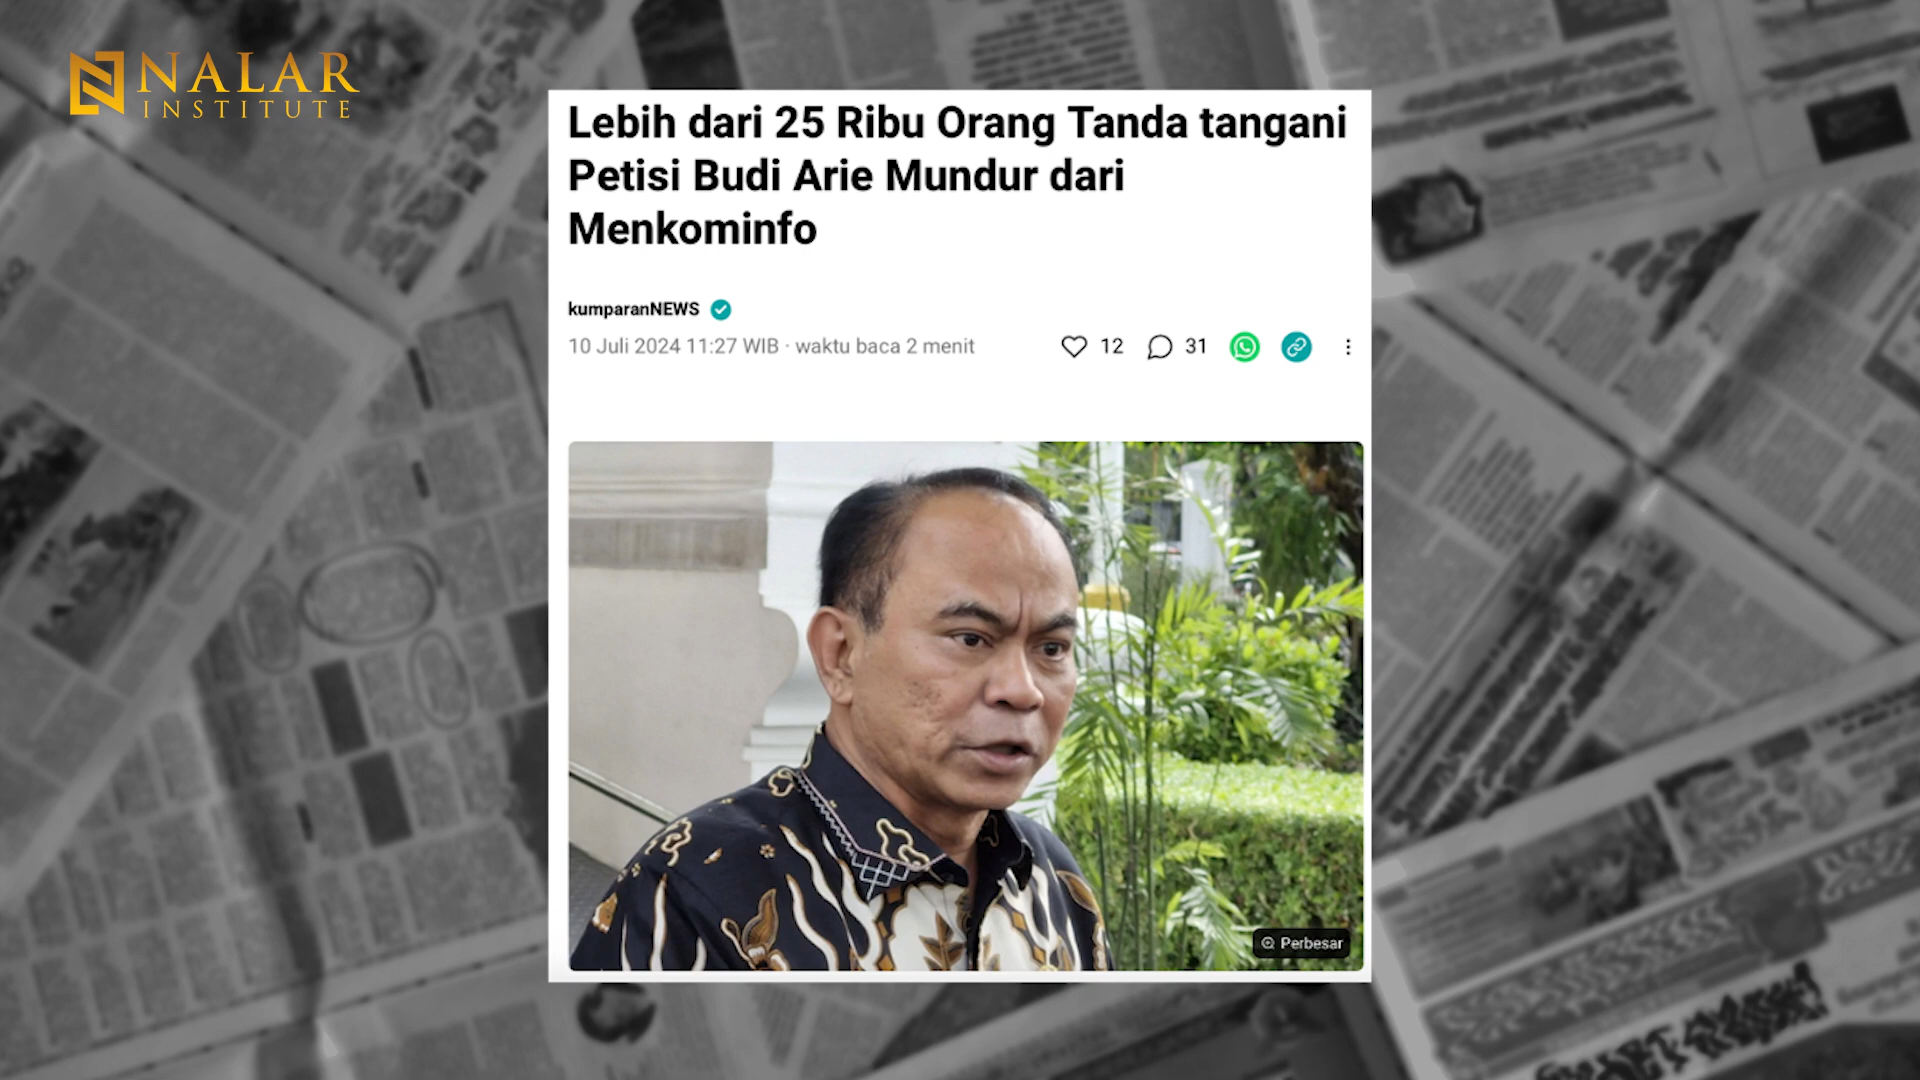 NALAR
INSTITUTE
Lebih dari 25 Ribu Orang Tanda tangani
Petisi Budi Arie Mundur dari
Menkominfo
kumparanNEWS
10 Juli 2024 11:27 WIB · waktu baca 2 menit
12
31
Perbesar